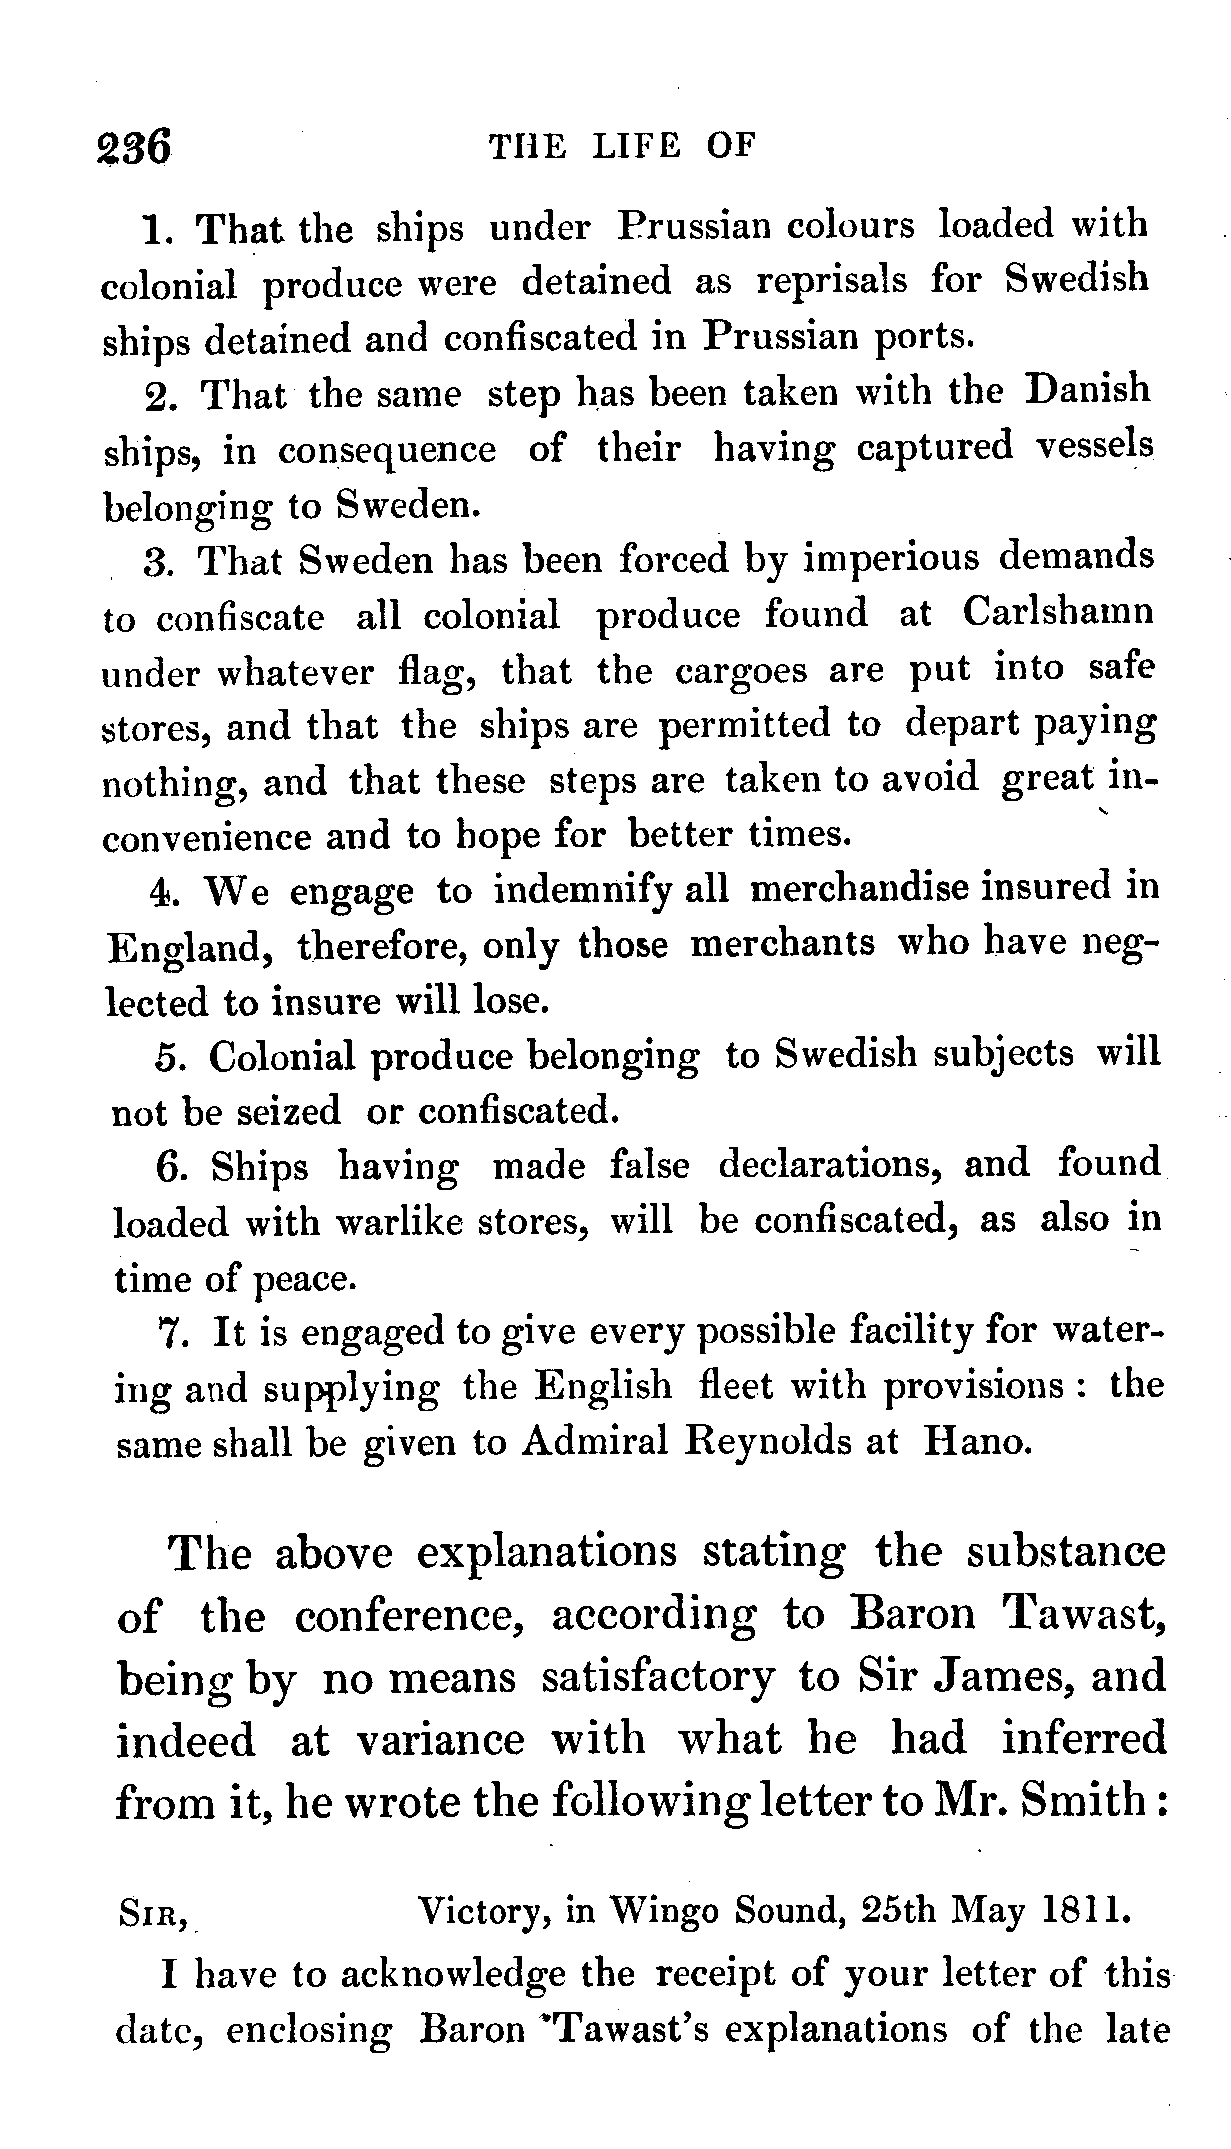 236 THE LIFE OF
1. That the ships under Prussian colours loaded with
colonial produce were detained as reprisals for Swedish
ships detained and confiscated in Prussian ports.
2. That the same step has been taken with the Danish
ships, in consequence of their having captured vessels
belonging to Sweden.
3. That Sweden has been forced by imperious demands
to confiscate all colonial produce found at Carlshamn
under whatever flag, that the cargoes are put into safe
stores, and that the ships are permitted to depart paying
nothing, and that these steps are taken to avoid great in-
convenience and to hope for better times.
4. We engage to indemnify all merchandise insured in
England, therefore, only those merchants who have neg-
lected to insure will lose.
5. Colonial produce belonging to Swedish subjects will
not be seized or confiscated.
6. Ships having made false declarations, and found
loaded with warlike stores, will be confiscated, as also in
time of peace.
7. It is engaged to give every possible facility for water-
ing and supplying the English fleet with provisions : the
same shall be given to Admiral Reynolds at Hano.
The above explanations stating the substance
of the conference, according to Baron Tawast,
being by no means satisfactory to Sir James, and
indeed at variance with what he had inferred
from it, he wrote the following letter to Mr. Smith :
SIR, Victory, in Wingo Sound, 25th May 1811.
I have to acknowledge the receipt of your letter of this
date, enclosing Baron Tawast's explanations of the late